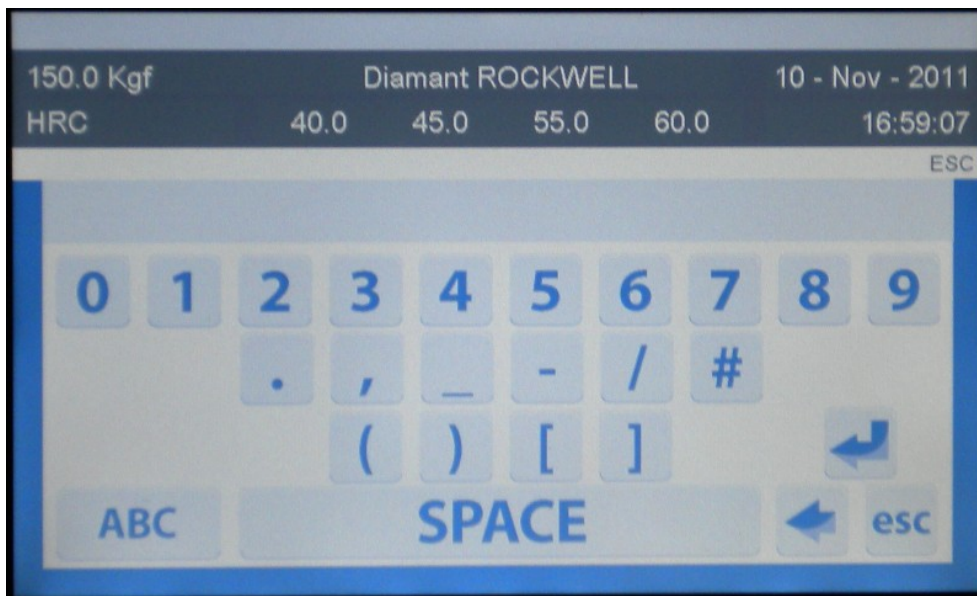 150.0 Kgf Diamant ROCKWELL 10 - Nov - 2011
HRC 40.0 45.0 55.0 60.0 16:59:07
ESC
0 1 2 3 4 5 6 7 8 9
. , _ - / #
( ) [ ]
ABC SPACE esc